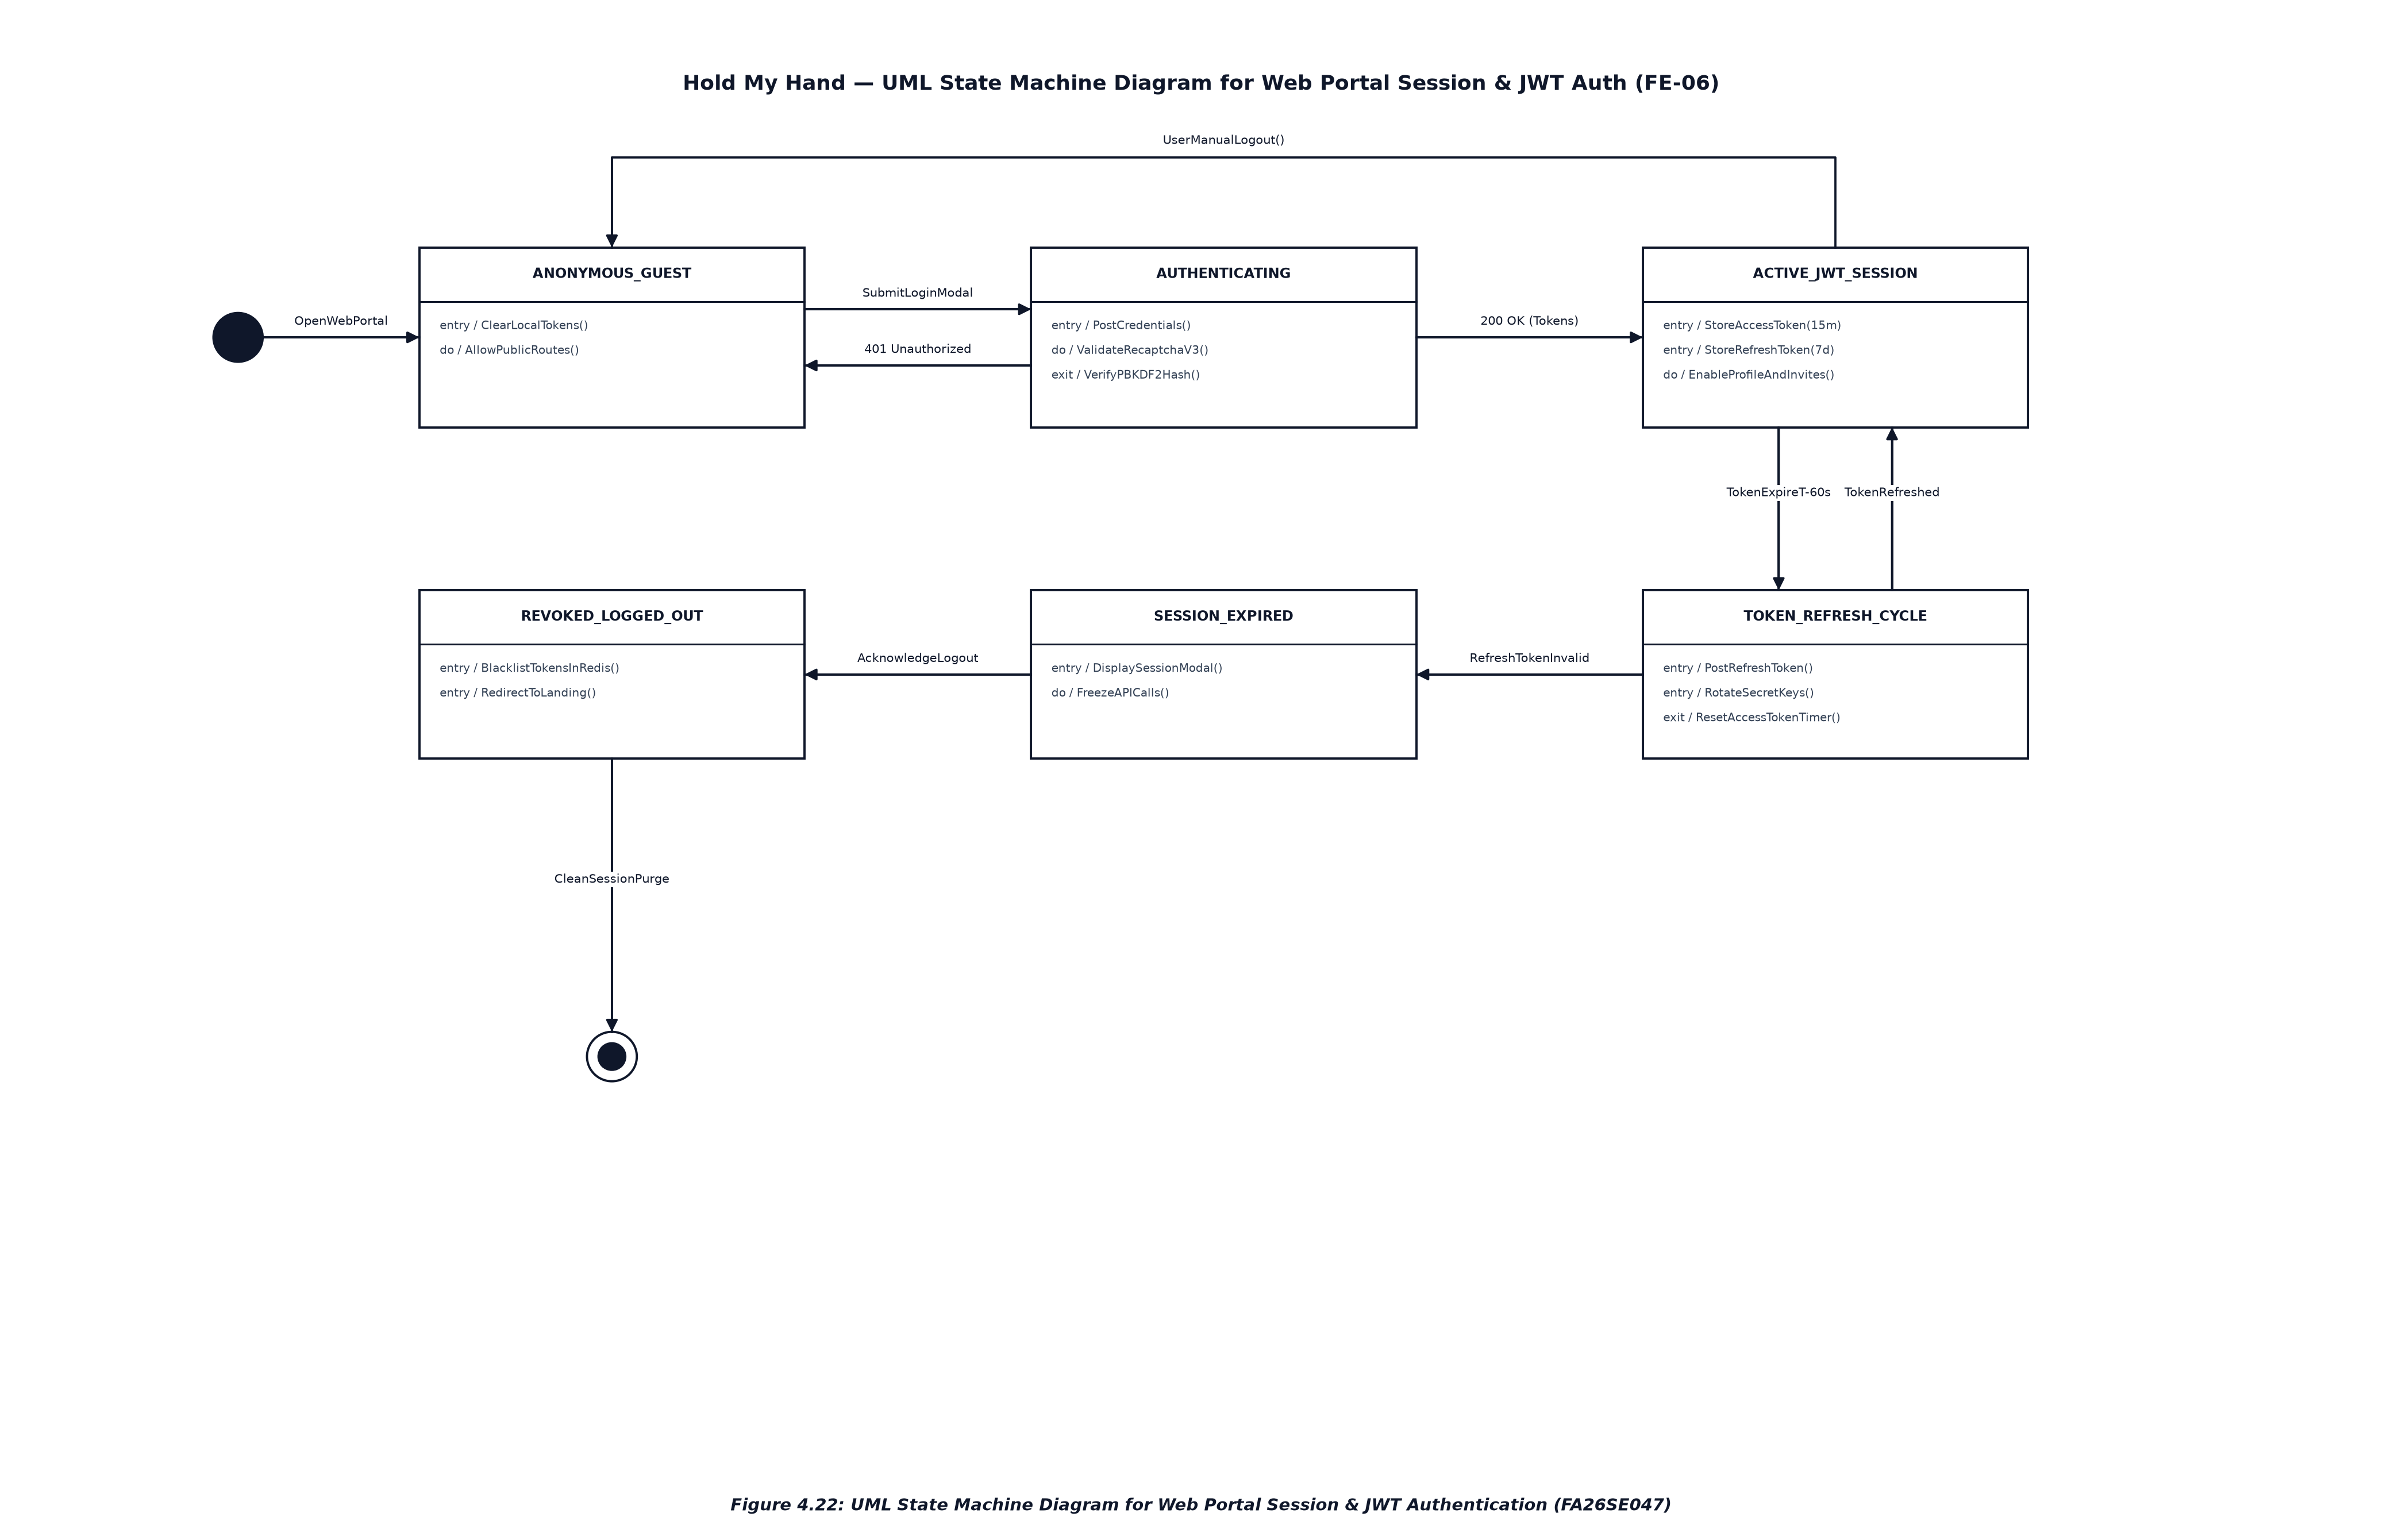 Hold My Hand — UML State Machine Diagram for Web Portal Session & JWT Auth (FE-06)
UserManualLogout()
OpenWebPortal
ANONYMOUS_GUEST
entry / ClearLocalTokens()
do / AllowPublicRoutes()
SubmitLoginModal
401 Unauthorized
AUTHENTICATING
entry / PostCredentials()
do / ValidateRecaptchaV3()
exit / VerifyPBKDF2Hash()
200 OK (Tokens)
ACTIVE_JWT_SESSION
entry / StoreAccessToken(15m)
entry / StoreRefreshToken(7d)
do / EnableProfileAndInvites()
TokenExpireT-60s
TokenRefreshed
REVOKED_LOGGED_OUT
entry / BlacklistTokensInRedis()
entry / RedirectToLanding()
AcknowledgeLogout
SESSION_EXPIRED
entry / DisplaySessionModal()
do / FreezeAPICalls()
RefreshTokenInvalid
TOKEN_REFRESH_CYCLE
entry / PostRefreshToken()
entry / RotateSecretKeys()
exit / ResetAccessTokenTimer()
CleanSessionPurge
Figure 4.22: UML State Machine Diagram for Web Portal Session & JWT Authentication (FA26SE047)